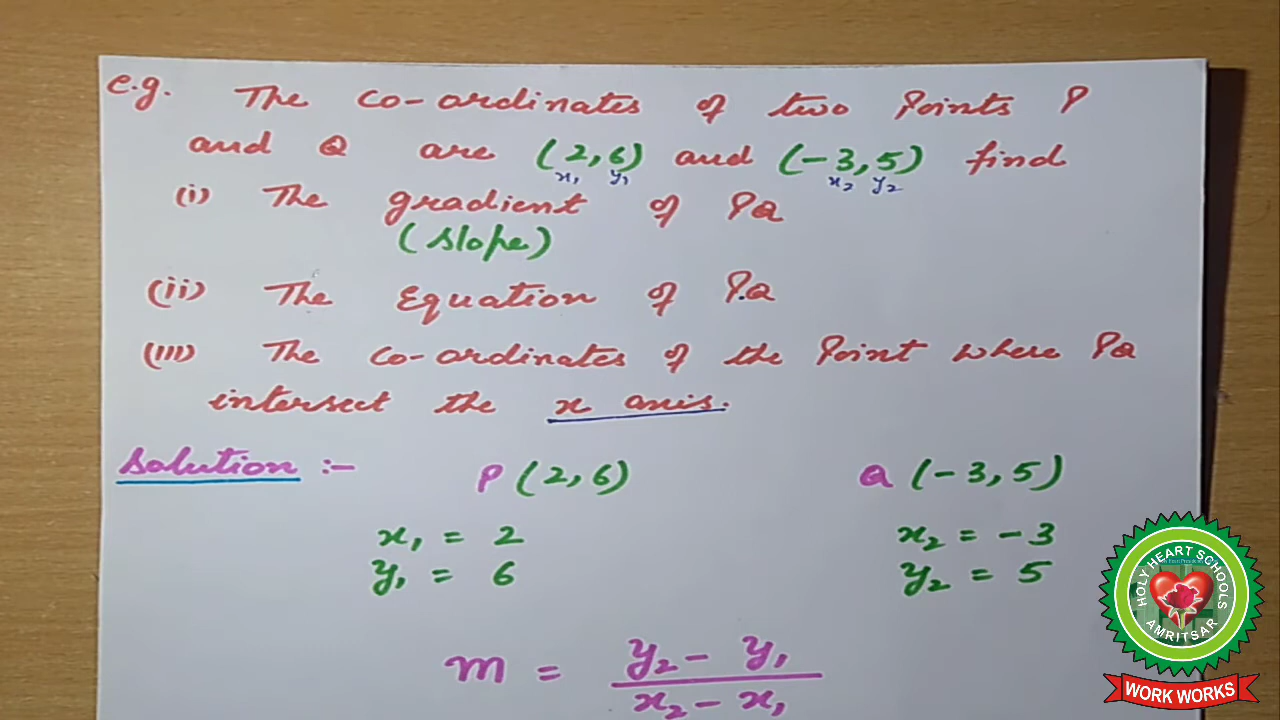 e.g. The co-ordinates of two Points P
and Q are (2,6) and (-3,5) find
x₁ y₁ x₂ y₂
(i) The gradient of PQ
(slope)
(ii) The Equation of PQ
(iii) The co-ordinates of the Point where PQ
intersect the x axis.
Solution :-
P (2,6) Q (-3,5)
x₁ = 2 x₂ = -3
y₁ = 6 y₂ = 5
m = y₂ - y₁
x₂ - x₁
HOLY HEART SCHOOLS
AMRITSAR
WORK WORKS